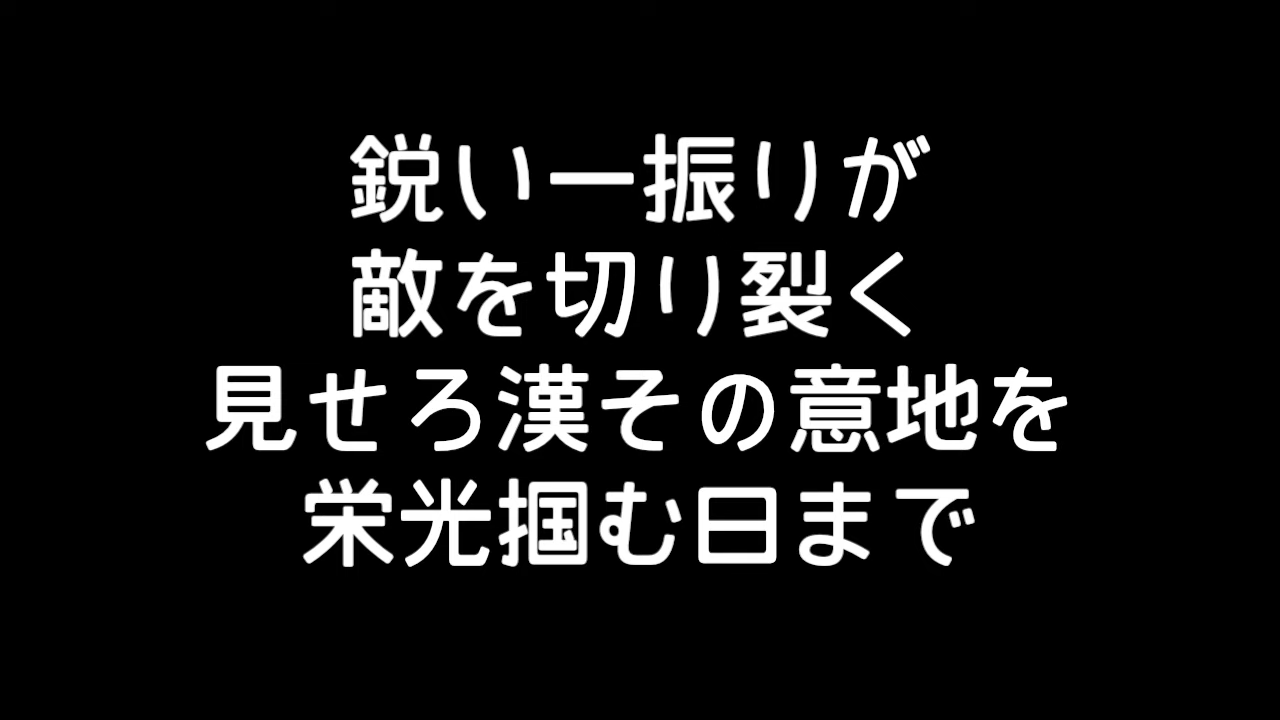 鋭い一振りが
敵を切り裂く
見せろ漢その意地を
栄光掴む日まで